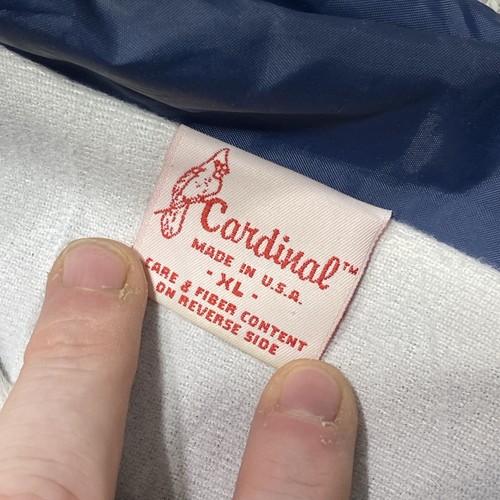 Cardinal™
MADE IN U.S.A.
- XL -
CARE & FIBER CONTENT
ON REVERSE SIDE